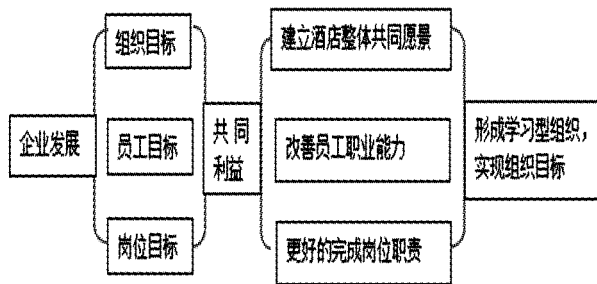 企业发展
组织目标
员工目标
岗位目标
共 同
利益
建立酒店整体共同愿景
改善员工职业能力
更好的完成岗位职责
形成学习型组织，
实现组织目标